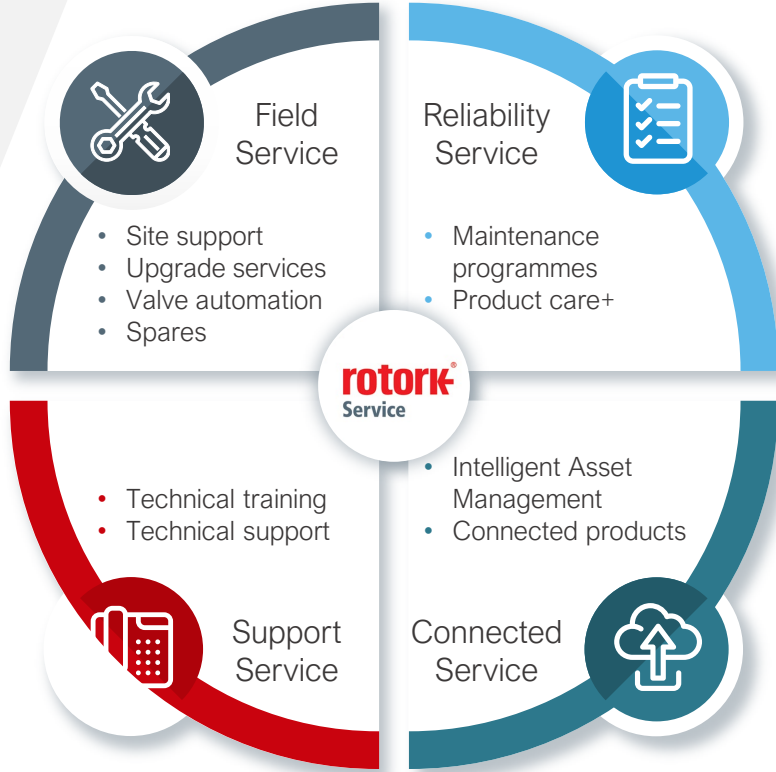 Field
Service
• Site support
• Upgrade services
• Valve automation
• Spares
Reliability
Service
• Maintenance
programmes
• Product care+
rotork®
Service
• Technical training
• Technical support
Support
Service
• Intelligent Asset
Management
• Connected products
Connected
Service